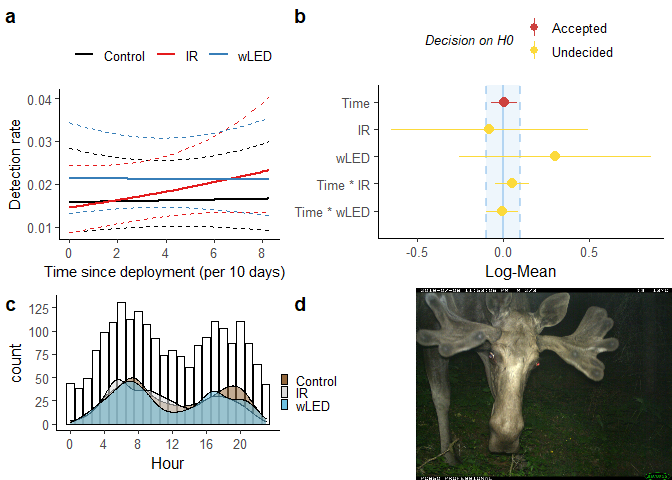 a
Control IR wLED
Detection rate
0.04
0.03
0.02
0.01
0 2 4 6 8
Time since deployment (per 10 days)
b
Decision on H0
Accepted
Undecided
Time
IR
wLED
Time * IR
Time * wLED
-0.5 0.0 0.5
Log-Mean
c
count
125
100
75
50
25
0
0 4 8 12 16 20
Hour
Control
IR
wLED
d